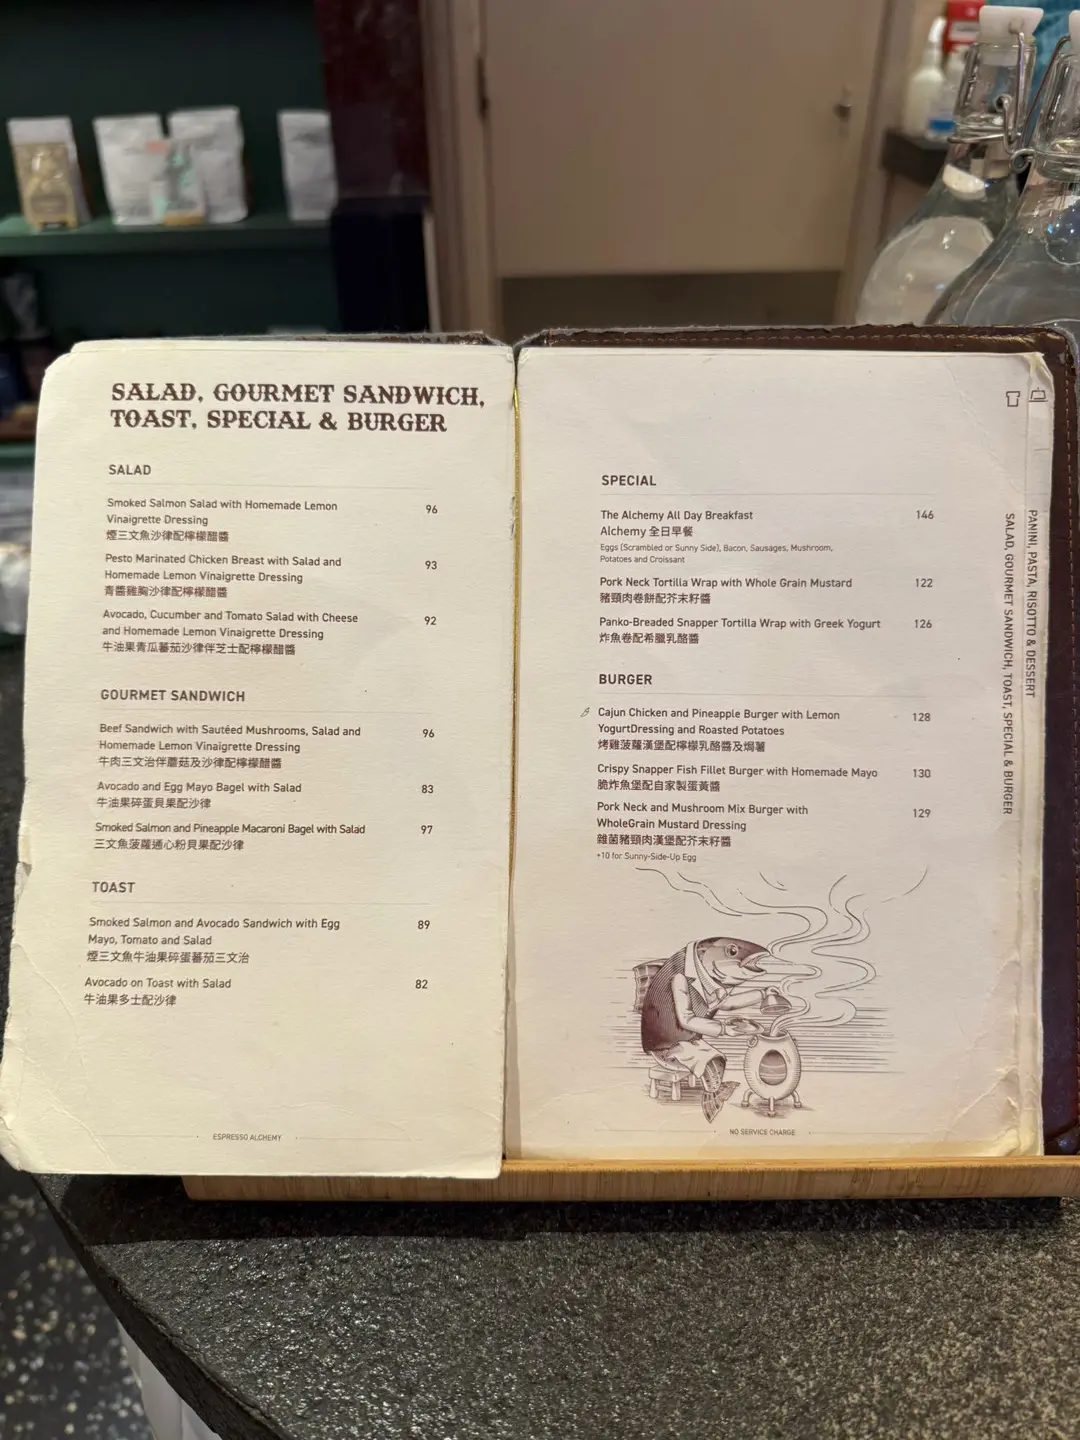 SALAD, GOURMET SANDWICH,
TOAST, SPECIAL & BURGER
SALAD
Smoked Salmon Salad with Homemade Lemon 96
Vinaigrette Dressing
煙三文魚沙律配檸檬醋醬
Pesto Marinated Chicken Breast with Salad and 93
Homemade Lemon Vinaigrette Dressing
青醬雞胸沙律配檸檬醋醬
Avocado, Cucumber and Tomato Salad with Cheese 92
and Homemade Lemon Vinaigrette Dressing
牛油果青瓜蕃茄沙律伴芝士配檸檬醋醬
GOURMET SANDWICH
Beef Sandwich with Sautéed Mushrooms, Salad and 96
Homemade Lemon Vinaigrette Dressing
牛肉三文治伴蘑菇及沙律配檸檬醋醬
Avocado and Egg Mayo Bagel with Salad 83
牛油果碎蛋貝果配沙律
Smoked Salmon and Pineapple Macaroni Bagel with Salad 97
三文魚菠蘿通心粉貝果配沙律
TOAST
Smoked Salmon and Avocado Sandwich with Egg 89
Mayo, Tomato and Salad
煙三文魚牛油果碎蛋蕃茄三文治
Avocado on Toast with Salad 82
牛油果多士配沙律
ESPRESSO ALCHEMY
SPECIAL
The Alchemy All Day Breakfast 146
Alchemy 全日早餐
Eggs (Scrambled or Sunny Side), Bacon, Sausages, Mushroom,
Potatoes and Croissant
Pork Neck Tortilla Wrap with Whole Grain Mustard 122
豬頸肉卷餅配芥末籽醬
Panko-Breaded Snapper Tortilla Wrap with Greek Yogurt 126
炸魚卷配希臘乳酪醬
BURGER
Cajun Chicken and Pineapple Burger with Lemon 128
YogurtDressing and Roasted Potatoes
烤雞菠蘿漢堡配檸檬乳酪醬及焗薯
Crispy Snapper Fish Fillet Burger with Homemade Mayo 130
脆炸魚堡配自家製蛋黃醬
Pork Neck and Mushroom Mix Burger with 129
WholeGrain Mustard Dressing
雜菌豬頸肉漢堡配芥末籽醬
+10 for Sunny-Side-Up Egg
NO SERVICE CHARGE
SALAD, GOURMET SANDWICH, TOAST, SPECIAL & BURGER
PANINI, PASTA, RISOTTO & DESSERT